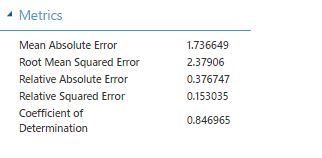 Metrics
Mean Absolute Error 1.736649
Root Mean Squared Error 2.37906
Relative Absolute Error 0.376747
Relative Squared Error 0.153035
Coefficient of
Determination 0.846965